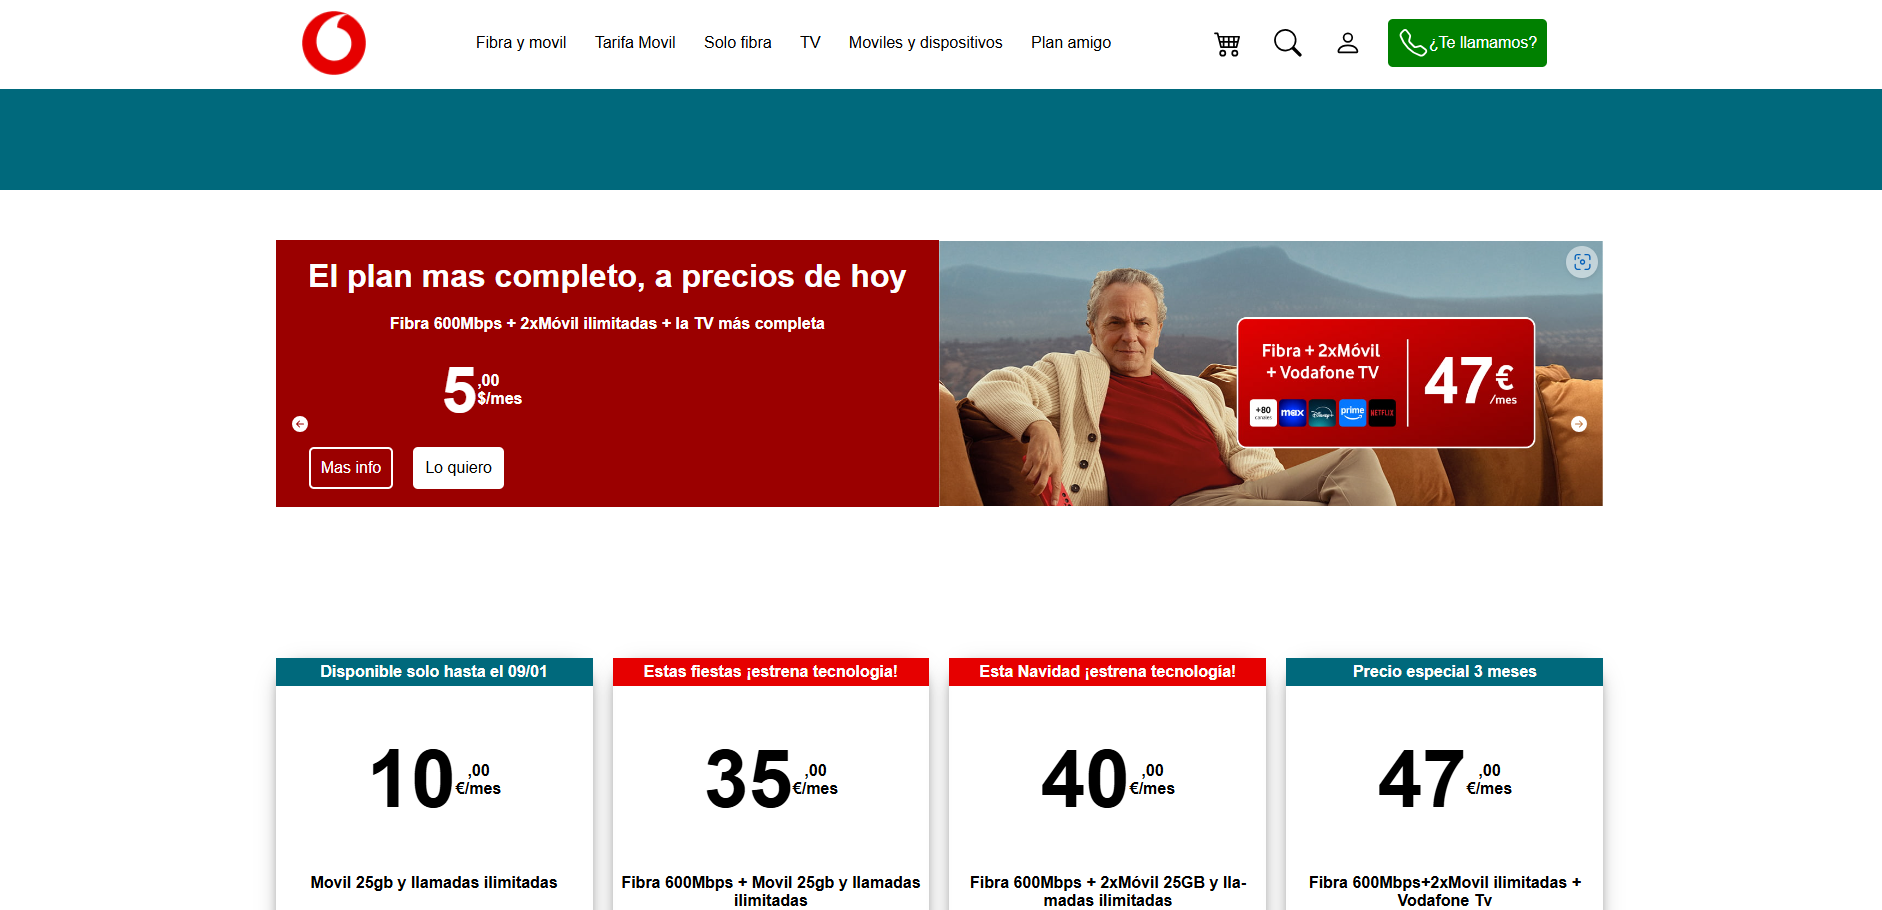 Fibra y movil Tarifa Movil Solo fibra TV Moviles y dispositivos Plan amigo ¿Te llamamos?
El plan mas completo, a precios de hoy
Fibra 600Mbps + 2xMóvil ilimitadas + la TV más completa
5,00
$/mes
Mas info Lo quiero
Fibra + 2xMóvil
+ Vodafone TV
47€
/mes
+80
canales
max
Disney+
prime
NETFLIX
Disponible solo hasta el 09/01
10,00
€/mes
Movil 25gb y llamadas ilimitadas
Estas fiestas ¡estrena tecnologia!
35,00
€/mes
Fibra 600Mbps + Movil 25gb y llamadas
ilimitadas
Esta Navidad ¡estrena tecnología!
40,00
€/mes
Fibra 600Mbps + 2xMóvil 25GB y lla-
madas ilimitadas
Precio especial 3 meses
47,00
€/mes
Fibra 600Mbps+2xMovil ilimitadas +
Vodafone Tv